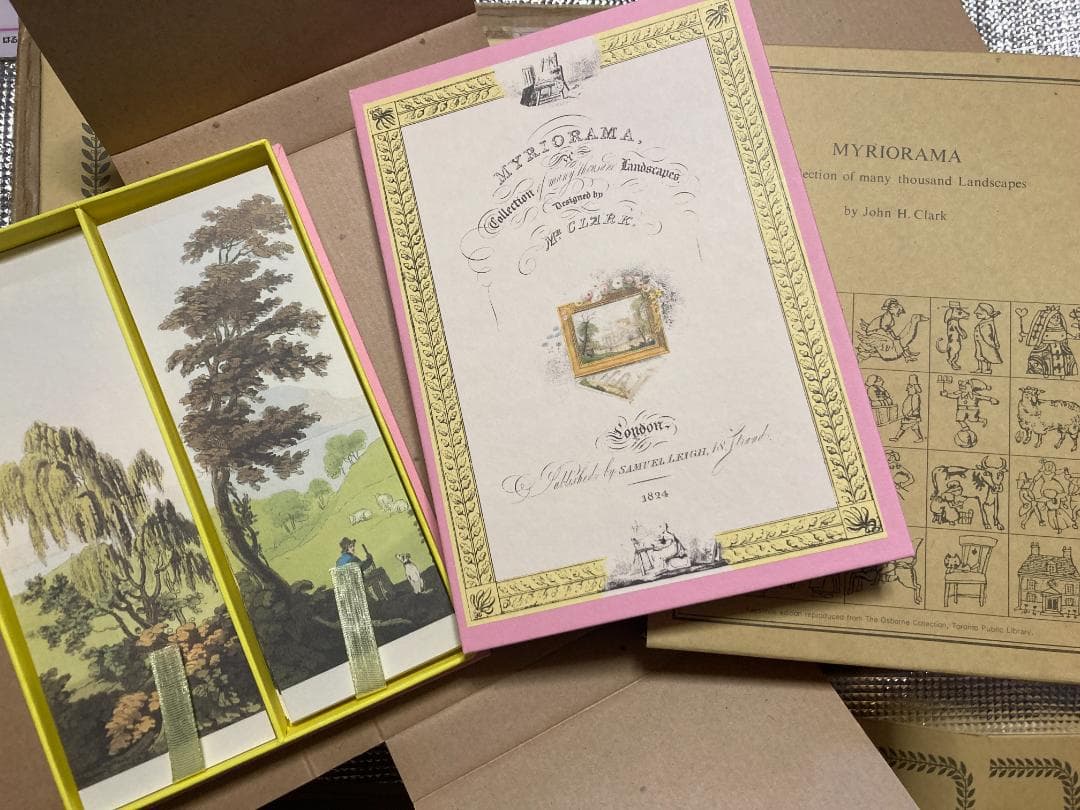 MYRIORAMA,
Collection of many thousand Landscapes
Designed by
Mr CLARK.
London.
Published by SAMUEL LEIGH, 18 Strand.
1824
MYRIORAMA
ection of many thousand Landscapes
by John H. Clark
edition reproduced from The Osborne Collection, Toronto Public Library.